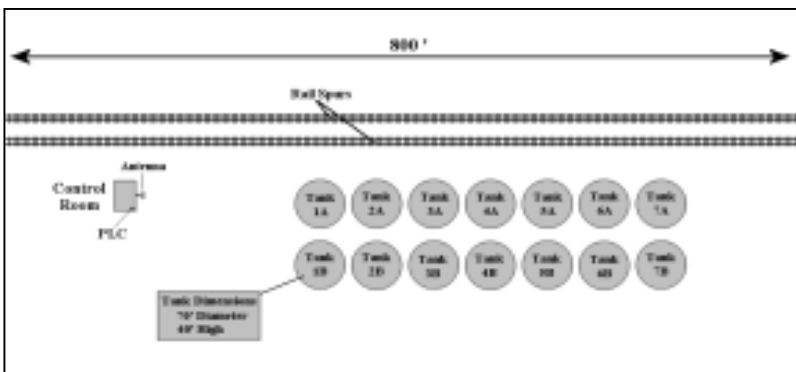 800 '
Rail Spurs
Antenna
Control
Room
PLC
Tank
1A
Tank
2A
Tank
3A
Tank
4A
Tank
5A
Tank
6A
Tank
7A
Tank
1B
Tank
2B
Tank
3B
Tank
4B
Tank
5B
Tank
6B
Tank
7B
Tank Dimensions
70' Diameter
40' High